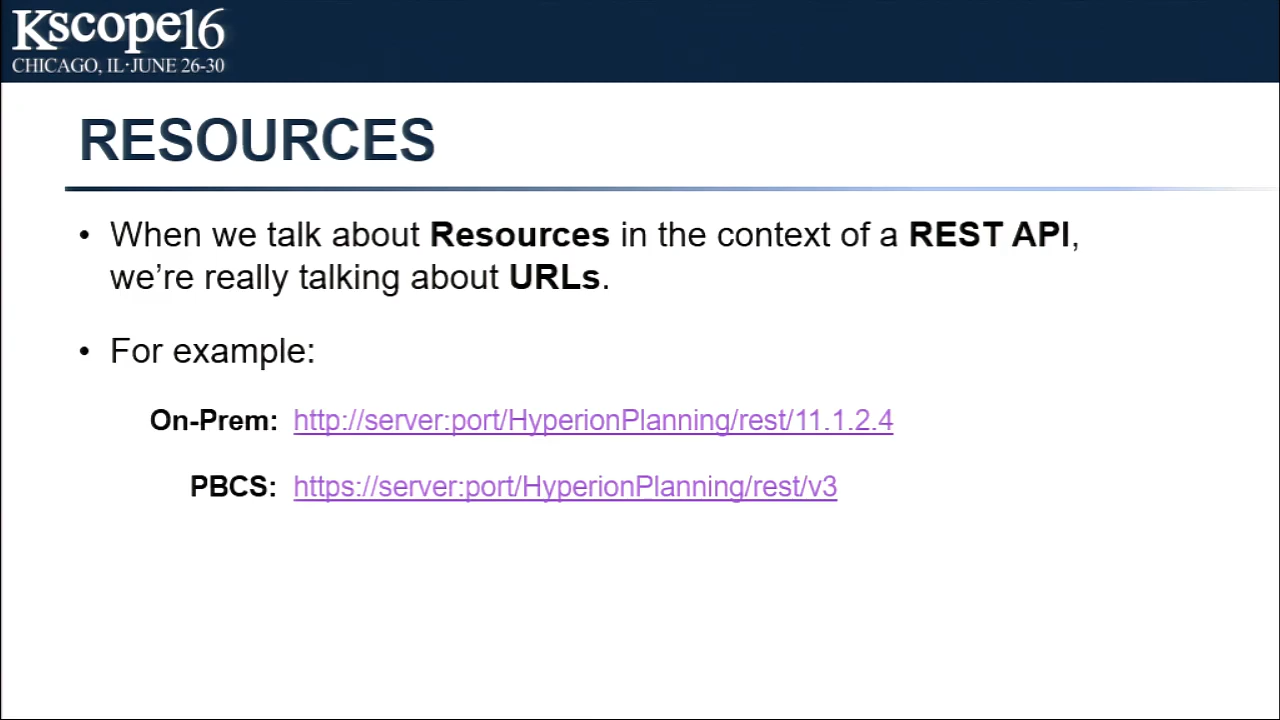 Kscope16
CHICAGO, IL·JUNE 26-30
RESOURCES
• When we talk about Resources in the context of a REST API,
we’re really talking about URLs.
• For example:
On-Prem: http://server:port/HyperionPlanning/rest/11.1.2.4
PBCS: https://server:port/HyperionPlanning/rest/v3